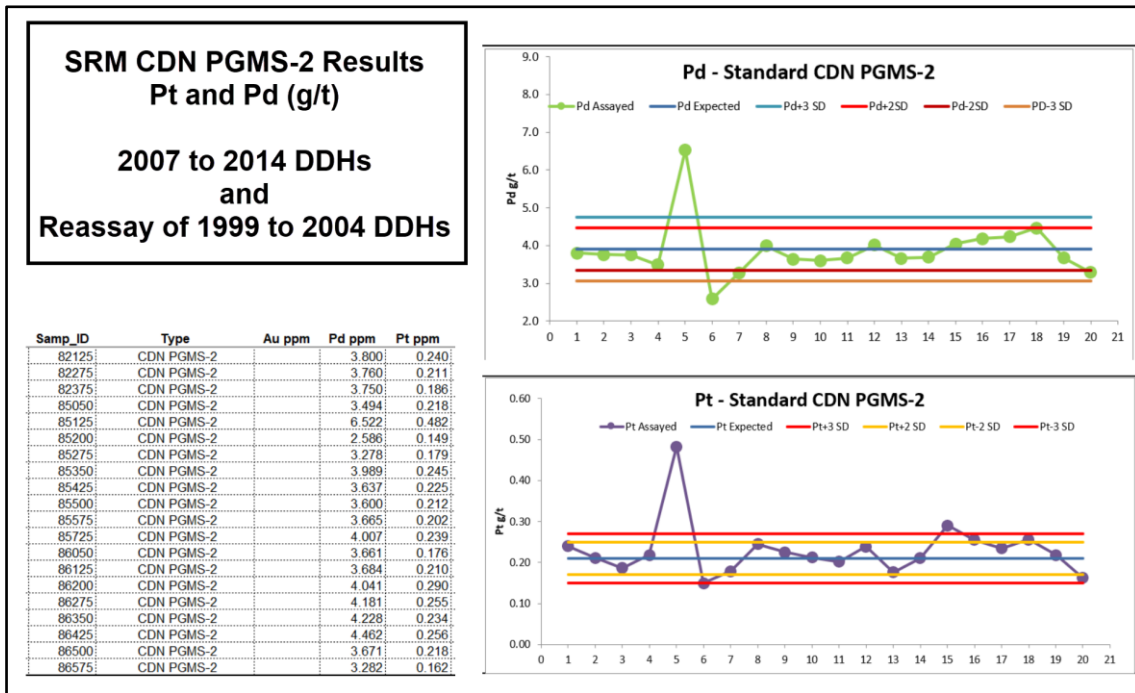 SRM CDN PGMS-2 Results
Pt and Pd (g/t)
2007 to 2014 DDHs
and
Reassay of 1999 to 2004 DDHs
Samp_ID Type Au ppm Pd ppm Pt ppm
82125 CDN PGMS-2 3.800 0.240
82275 CDN PGMS-2 3.760 0.211
82375 CDN PGMS-2 3.750 0.186
85050 CDN PGMS-2 3.494 0.218
85125 CDN PGMS-2 6.522 0.482
85200 CDN PGMS-2 2.586 0.149
85275 CDN PGMS-2 3.278 0.179
85350 CDN PGMS-2 3.989 0.245
85425 CDN PGMS-2 3.637 0.225
85500 CDN PGMS-2 3.600 0.212
85575 CDN PGMS-2 3.665 0.202
85725 CDN PGMS-2 4.007 0.239
86050 CDN PGMS-2 3.661 0.176
86125 CDN PGMS-2 3.684 0.210
86200 CDN PGMS-2 4.041 0.290
86275 CDN PGMS-2 4.181 0.255
86350 CDN PGMS-2 4.228 0.234
86425 CDN PGMS-2 4.462 0.256
86500 CDN PGMS-2 3.671 0.218
86575 CDN PGMS-2 3.282 0.162
Pd - Standard CDN PGMS-2
Pd Assayed Pd Expected Pd+3 SD Pd+2SD Pd-2SD PD-3 SD
Pd g/t
9.0
8.0
7.0
6.0
5.0
4.0
3.0
2.0
0 1 2 3 4 5 6 7 8 9 10 11 12 13 14 15 16 17 18 19 20 21
Pt - Standard CDN PGMS-2
Pt Assayed Pt Expected Pt+3 SD Pt+2 SD Pt-2 SD Pt-3 SD
Pt g/t
0.60
0.50
0.40
0.30
0.20
0.10
0.00
0 1 2 3 4 5 6 7 8 9 10 11 12 13 14 15 16 17 18 19 20 21